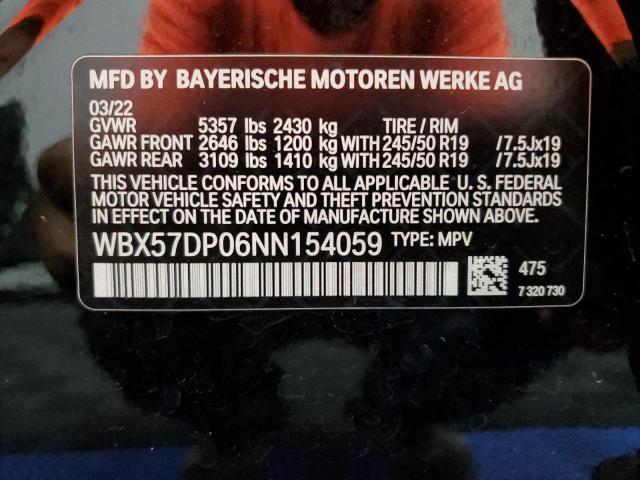 MFD BY BAYERISCHE MOTOREN WERKE AG
03/22
GVWR 5357 lbs 2430 kg TIRE / RIM
GAWR FRONT 2646 lbs 1200 kg WITH 245/50 R19 /7.5Jx19
GAWR REAR 3109 lbs 1410 kg WITH 245/50 R19 /7.5Jx19
THIS VEHICLE CONFORMS TO ALL APPLICABLE U. S. FEDERAL
MOTOR VEHICLE SAFETY AND THEFT PREVENTION STANDARDS
IN EFFECT ON THE DATE OF MANUFACTURE SHOWN ABOVE.
WBX57DP06NN154059 TYPE: MPV
475
7 320 730